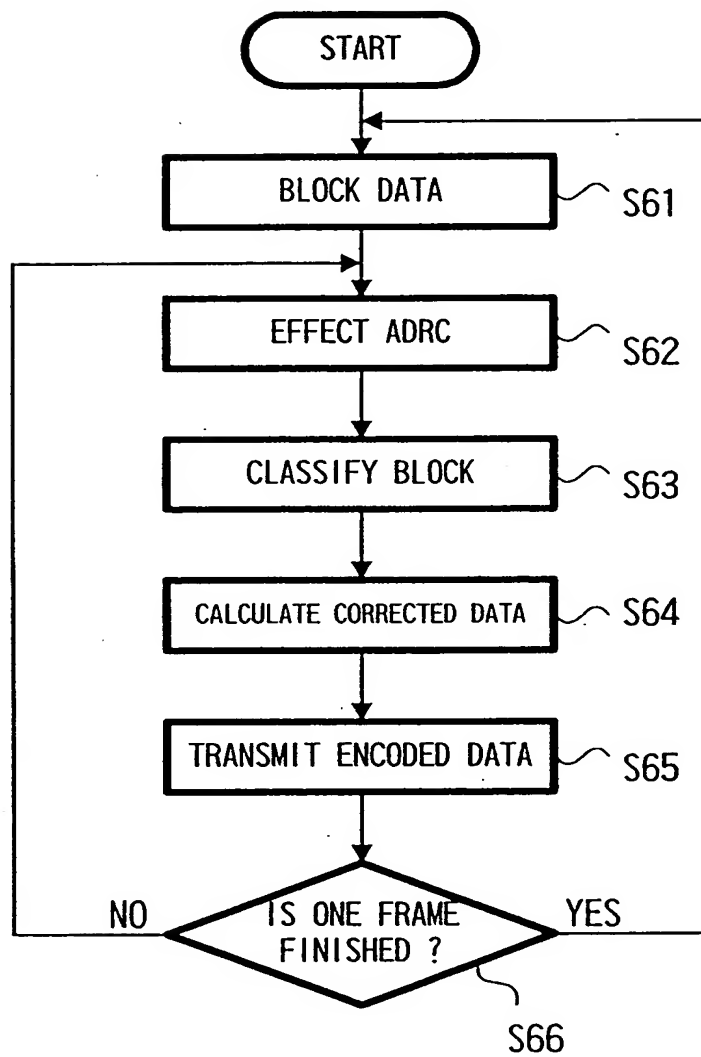 START
BLOCK DATA
S61
EFFECT ADRC
S62
CLASSIFY BLOCK
S63
CALCULATE CORRECTED DATA
S64
TRANSMIT ENCODED DATA
S65
NO
IS ONE FRAME
FINISHED ?
YES
S66